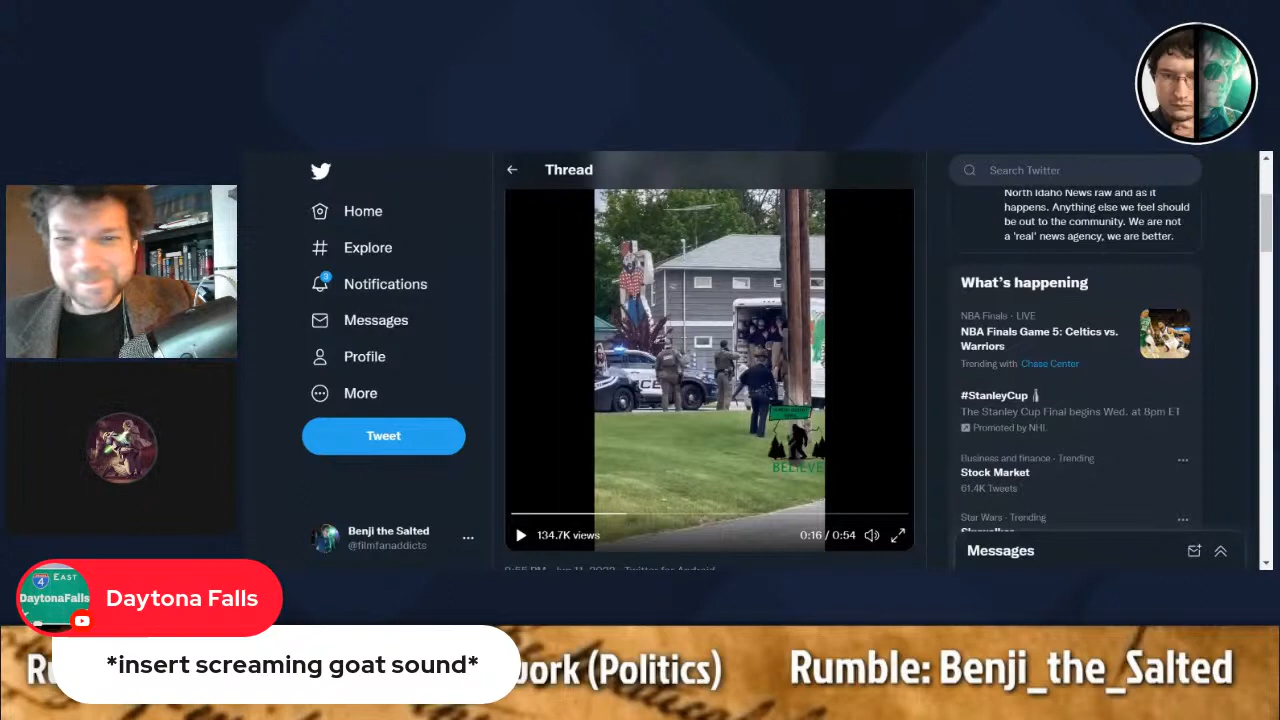 Thread
Search Twitter
Home
Explore
3
Notifications
Messages
Profile
More
Tweet
Benji the Salted
@filmfanaddicts
BELIEVE
134.7K views
0:16 / 0:54
North Idaho News raw and as it
happens. Anything else we feel should
be out to the community. We are not
a 'real' news agency, we are better.
What's happening
NBA Finals · LIVE
NBA Finals Game 5: Celtics vs.
Warriors
Trending with Chase Center
#StanleyCup
The Stanley Cup Final begins Wed. at 8pm ET
Promoted by NHL
Business and finance · Trending
Stock Market
61.4K Tweets
Star Wars · Trending
Messages
EAST
4
DaytonaFalls
Daytona Falls
*insert screaming goat sound*
(Politics)
Rumble: Benji_the_Salted